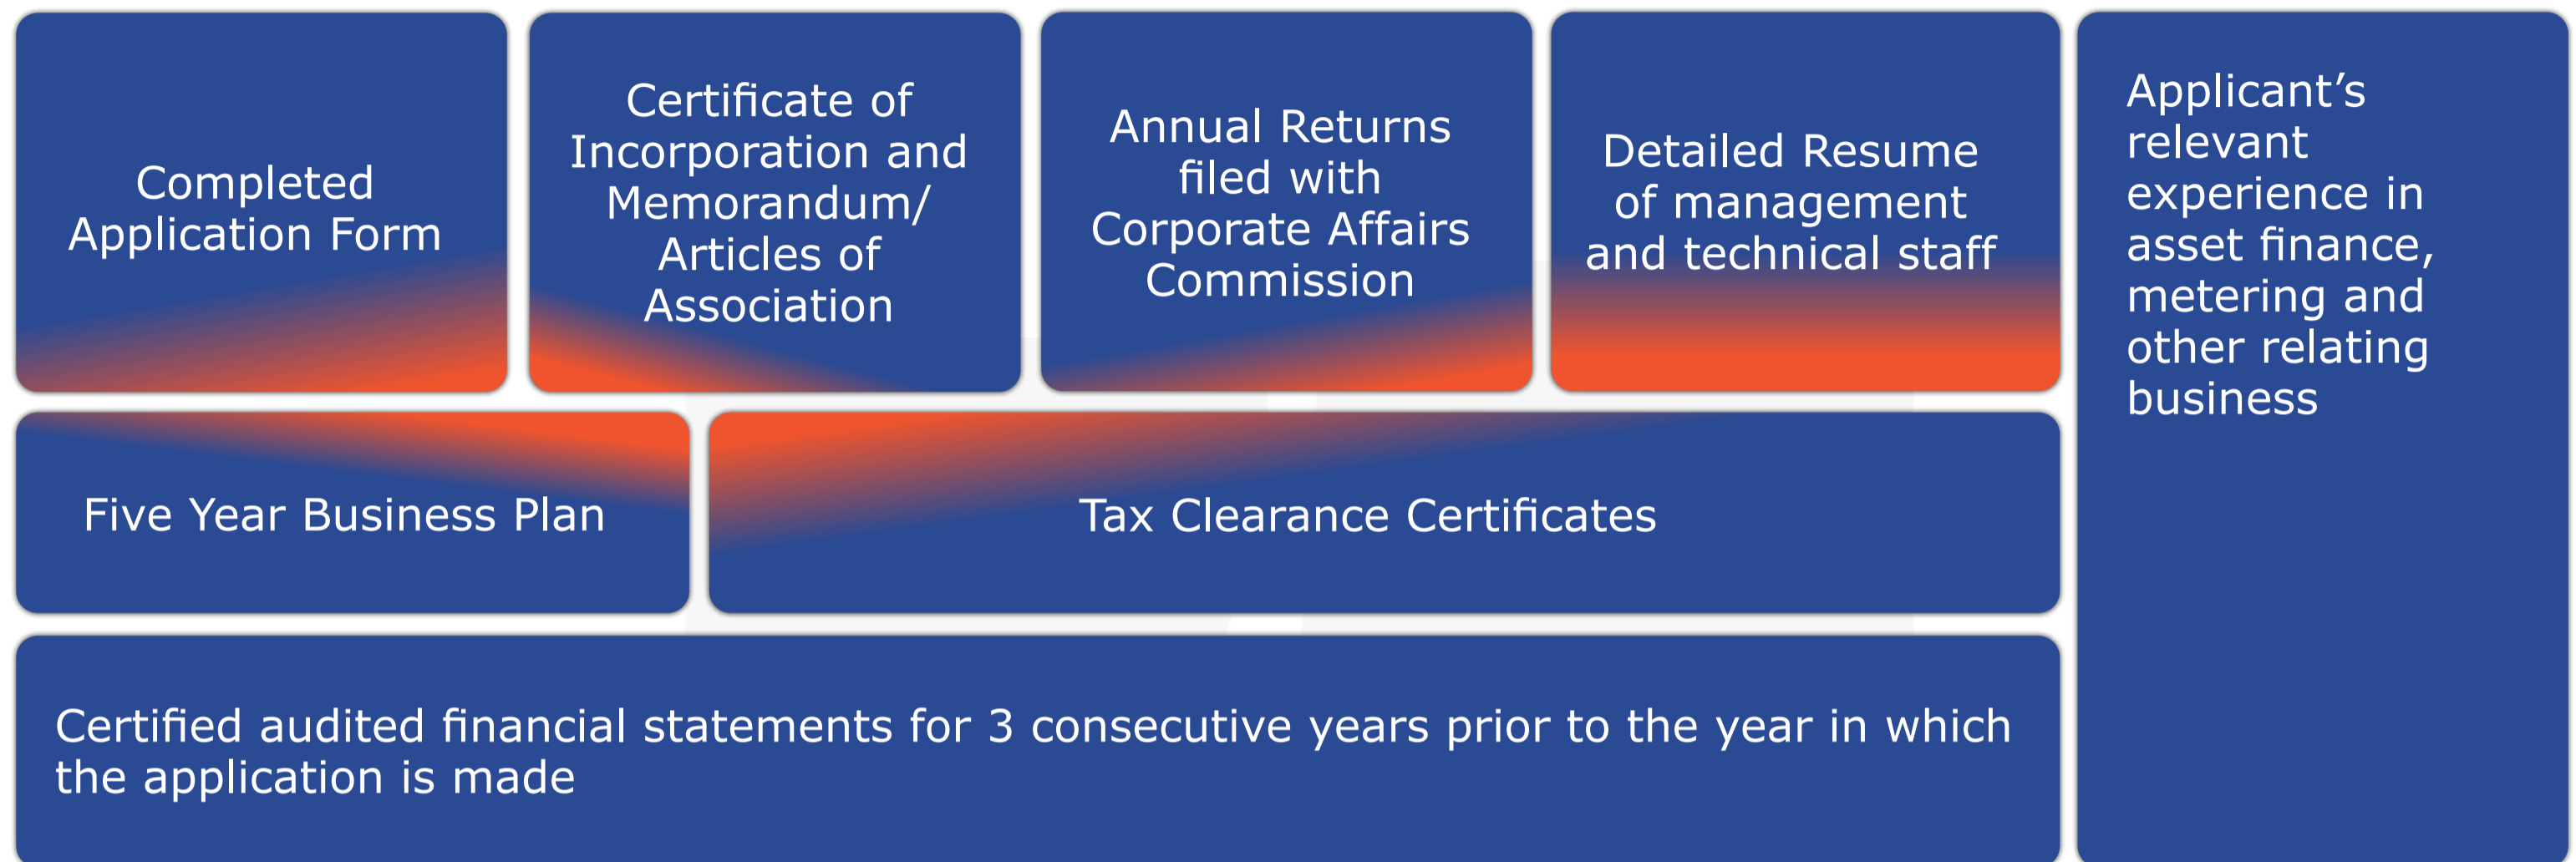 Completed
Application Form
Certificate of
Incorporation and
Memorandum/
Articles of
Association
Annual Returns
filed with
Corporate Affairs
Commission
Detailed Resume
of management
and technical staff
Applicant’s
relevant
experience in
asset finance,
metering and
other relating
business
Five Year Business Plan
Tax Clearance Certificates
Certified audited financial statements for 3 consecutive years prior to the year in which
the application is made